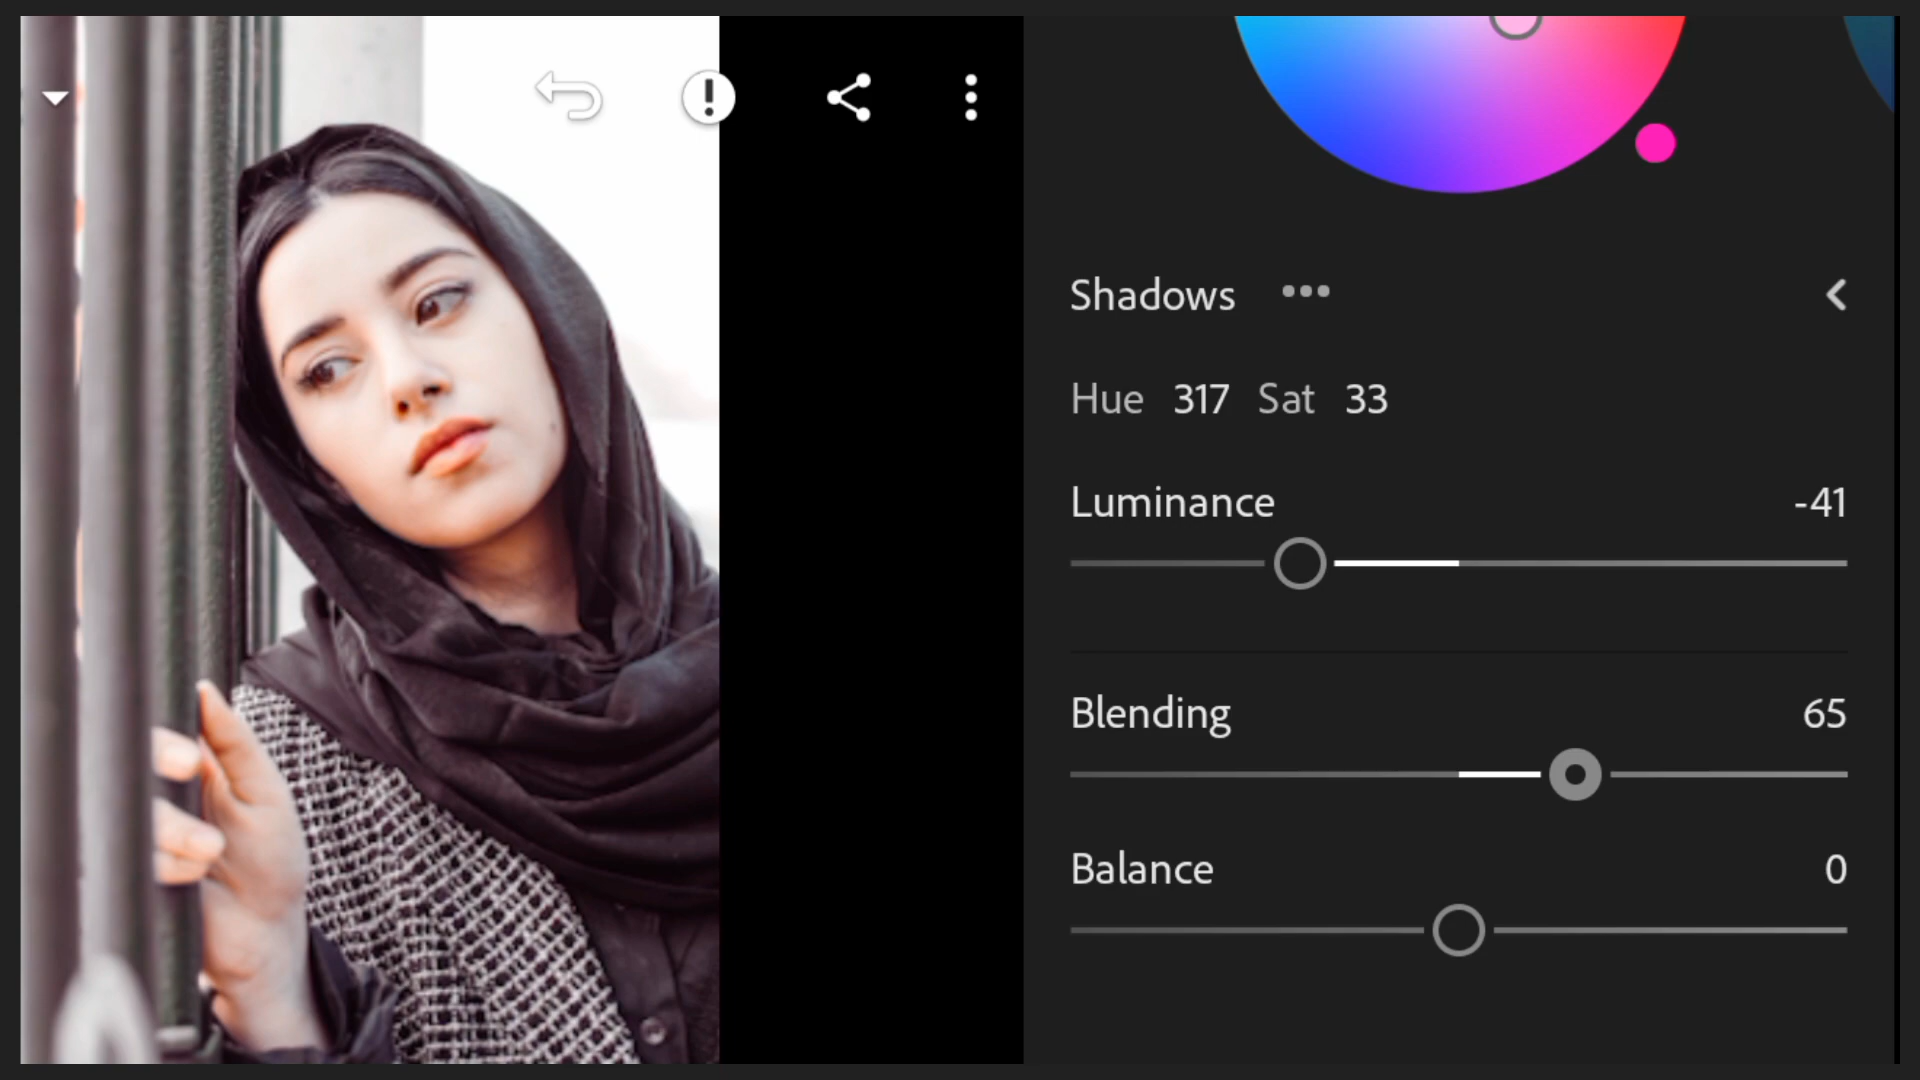 Shadows
Hue 317 Sat 33
Luminance -41
Blending 65
Balance 0